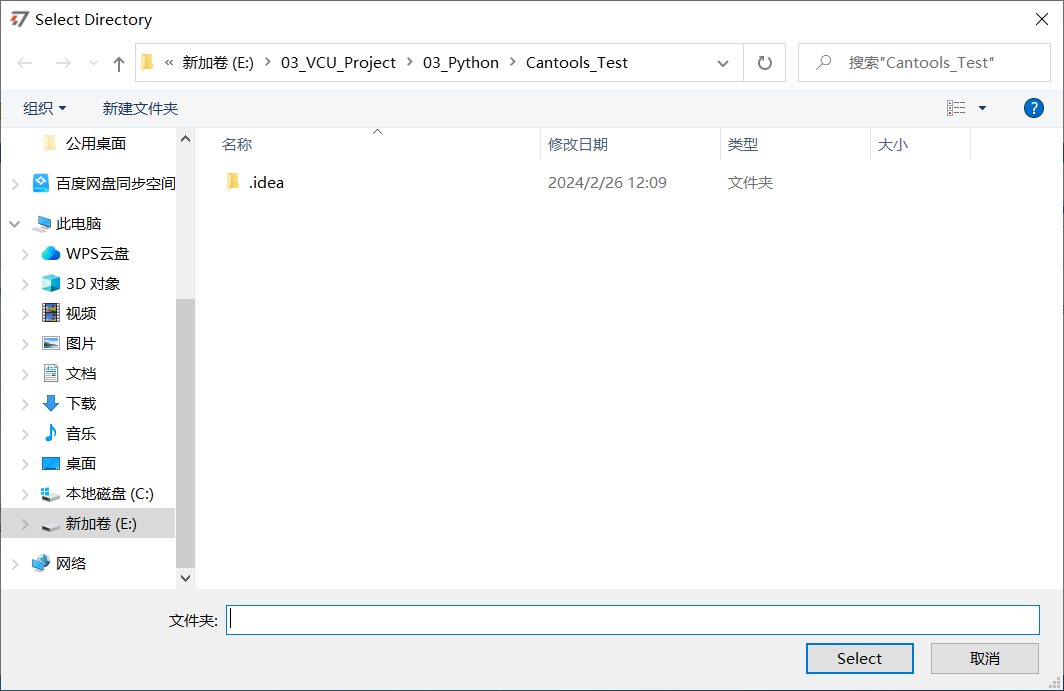 Select Directory
« 新加卷 (E:) › 03_VCU_Project › 03_Python › Cantools_Test
搜索"Cantools_Test"
组织 新建文件夹
?
名称 修改日期 类型 大小
.idea 2024/2/26 12:09 文件夹
公用桌面
百度网盘同步空间
此电脑
WPS云盘
3D 对象
视频
图片
文档
下载
音乐
桌面
本地磁盘 (C:)
新加卷 (E:)
网络
文件夹:
Select 取消